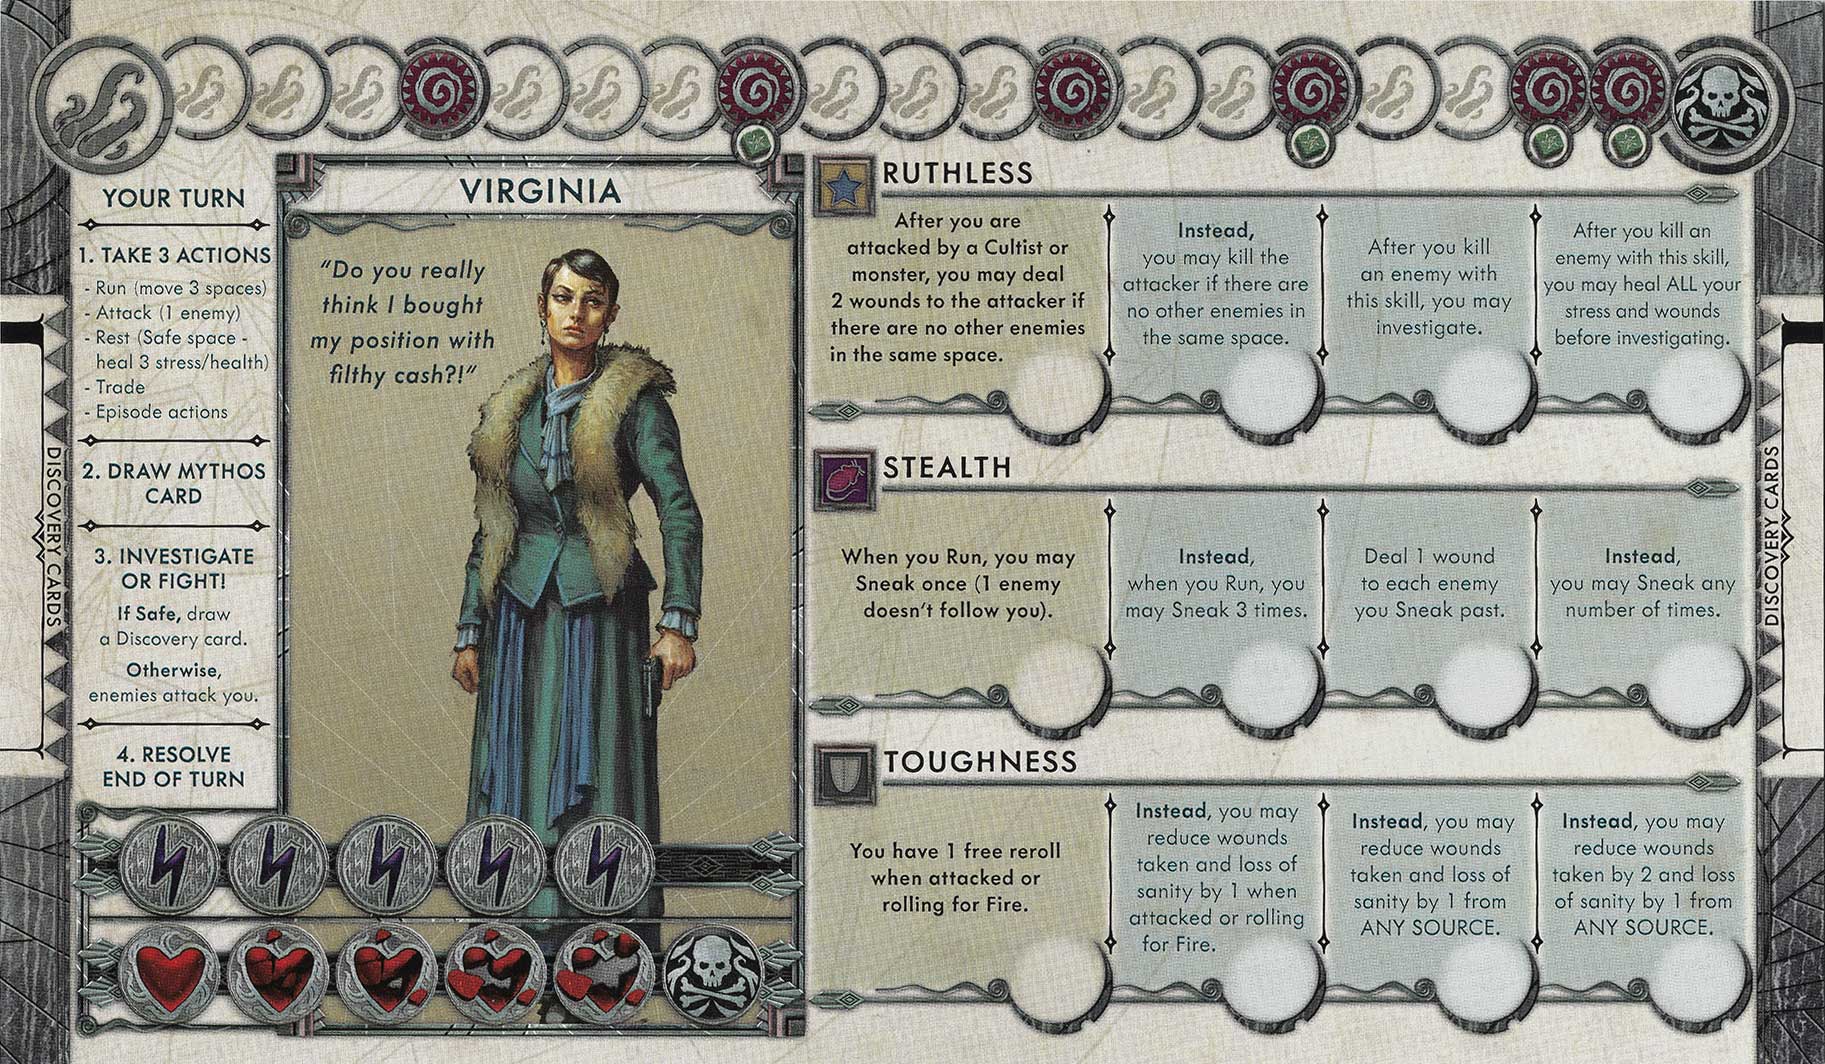 YOUR TURN
1. TAKE 3 ACTIONS
- Run (move 3 spaces)
- Attack (1 enemy)
- Rest (Safe space -
heal 3 stress/health)
- Trade
- Episode actions
2. DRAW MYTHOS
CARD
3. INVESTIGATE
OR FIGHT!
If Safe, draw
a Discovery card.
Otherwise,
enemies attack you.
4. RESOLVE
END OF TURN
DISCOVERY CARDS
VIRGINIA
“Do you really
think I bought
my position with
filthy cash?!”
RUTHLESS
After you are
attacked by a Cultist or
monster, you may deal
2 wounds to the attacker if
there are no other enemies
in the same space.
Instead,
you may kill the
attacker if there are
no other enemies in
the same space.
After you kill
an enemy with
this skill, you may
investigate.
After you kill an
enemy with this skill,
you may heal ALL your
stress and wounds
before investigating.
STEALTH
When you Run, you may
Sneak once (1 enemy
doesn’t follow you).
Instead,
when you Run, you
may Sneak 3 times.
Deal 1 wound
to each enemy
you Sneak past.
Instead,
you may Sneak any
number of times.
TOUGHNESS
You have 1 free reroll
when attacked or
rolling for Fire.
Instead, you may
reduce wounds
taken and loss of
sanity by 1 when
attacked or rolling
for Fire.
Instead, you may
reduce wounds
taken and loss of
sanity by 1 from
ANY SOURCE.
Instead, you may
reduce wounds
taken by 2 and loss
of sanity by 1 from
ANY SOURCE.
DISCOVERY CARDS